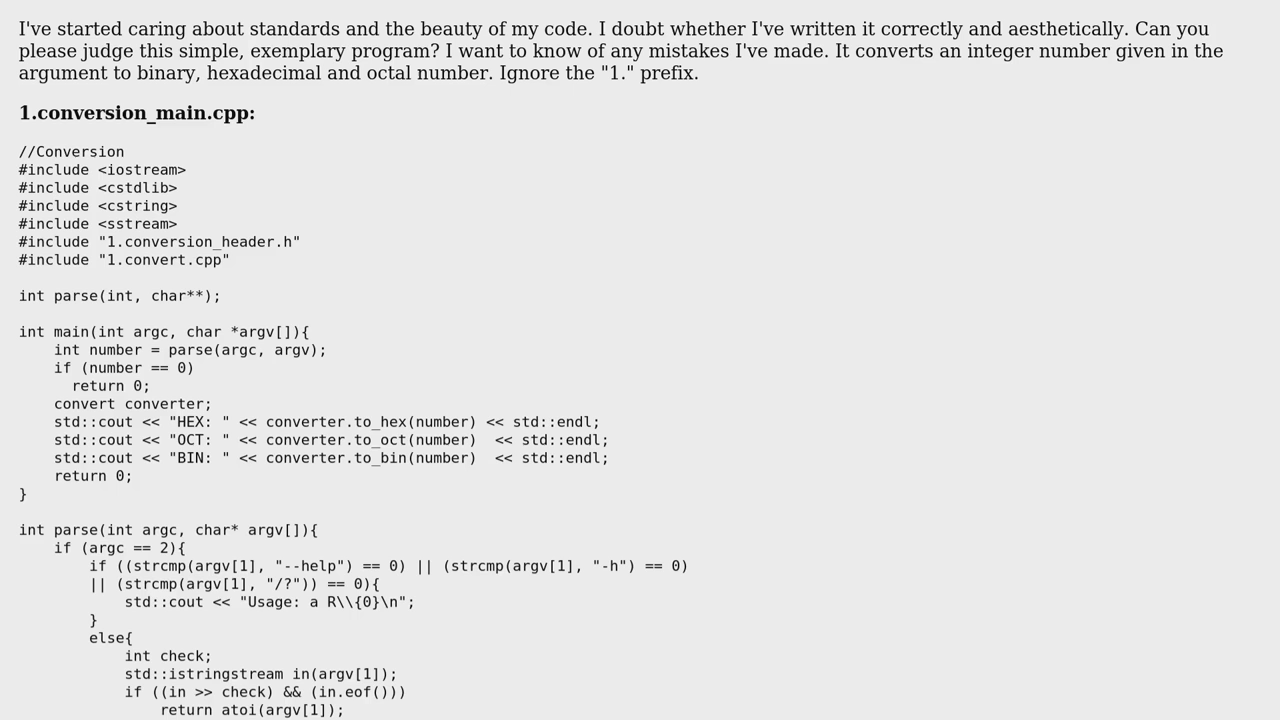 I've started caring about standards and the beauty of my code. I doubt whether I've written it correctly and aesthetically. Can you
please judge this simple, exemplary program? I want to know of any mistakes I've made. It converts an integer number given in the
argument to binary, hexadecimal and octal number. Ignore the "1." prefix.
1.conversion_main.cpp:
//Conversion
#include <iostream>
#include <cstdlib>
#include <cstring>
#include <sstream>
#include "1.conversion_header.h"
#include "1.convert.cpp"
int parse(int, char**);
int main(int argc, char *argv[]){
    int number = parse(argc, argv);
    if (number == 0)
      return 0;
    convert converter;
    std::cout << "HEX: " << converter.to_hex(number) << std::endl;
    std::cout << "OCT: " << converter.to_oct(number)  << std::endl;
    std::cout << "BIN: " << converter.to_bin(number)  << std::endl;
    return 0;
}
int parse(int argc, char* argv[]){
    if (argc == 2){
        if ((strcmp(argv[1], "--help") == 0) || (strcmp(argv[1], "-h") == 0)
        || (strcmp(argv[1], "/?")) == 0){
            std::cout << "Usage: a R\\{0}\n";
        }
        else{
            int check;
            std::istringstream in(argv[1]);
            if ((in >> check) && (in.eof()))
                return atoi(argv[1]);